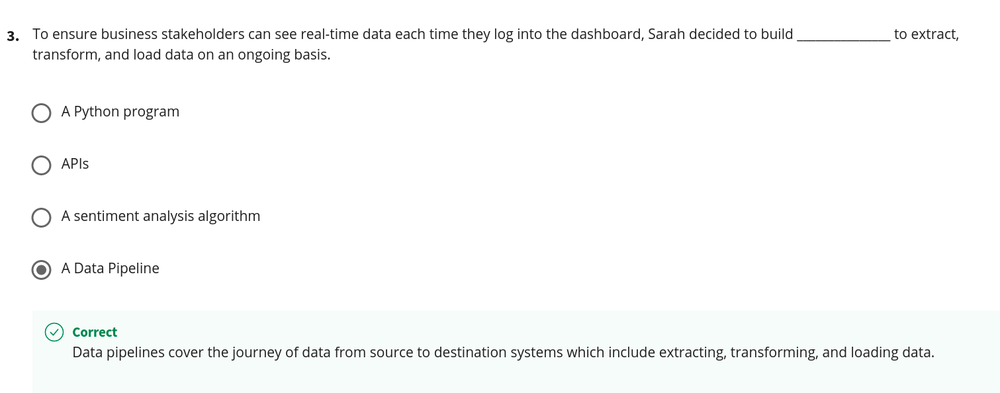 3. To ensure business stakeholders can see real-time data each time they log into the dashboard, Sarah decided to build _____________ to extract,
transform, and load data on an ongoing basis.
A Python program
APIs
A sentiment analysis algorithm
A Data Pipeline
Correct
Data pipelines cover the journey of data from source to destination systems which include extracting, transforming, and loading data.